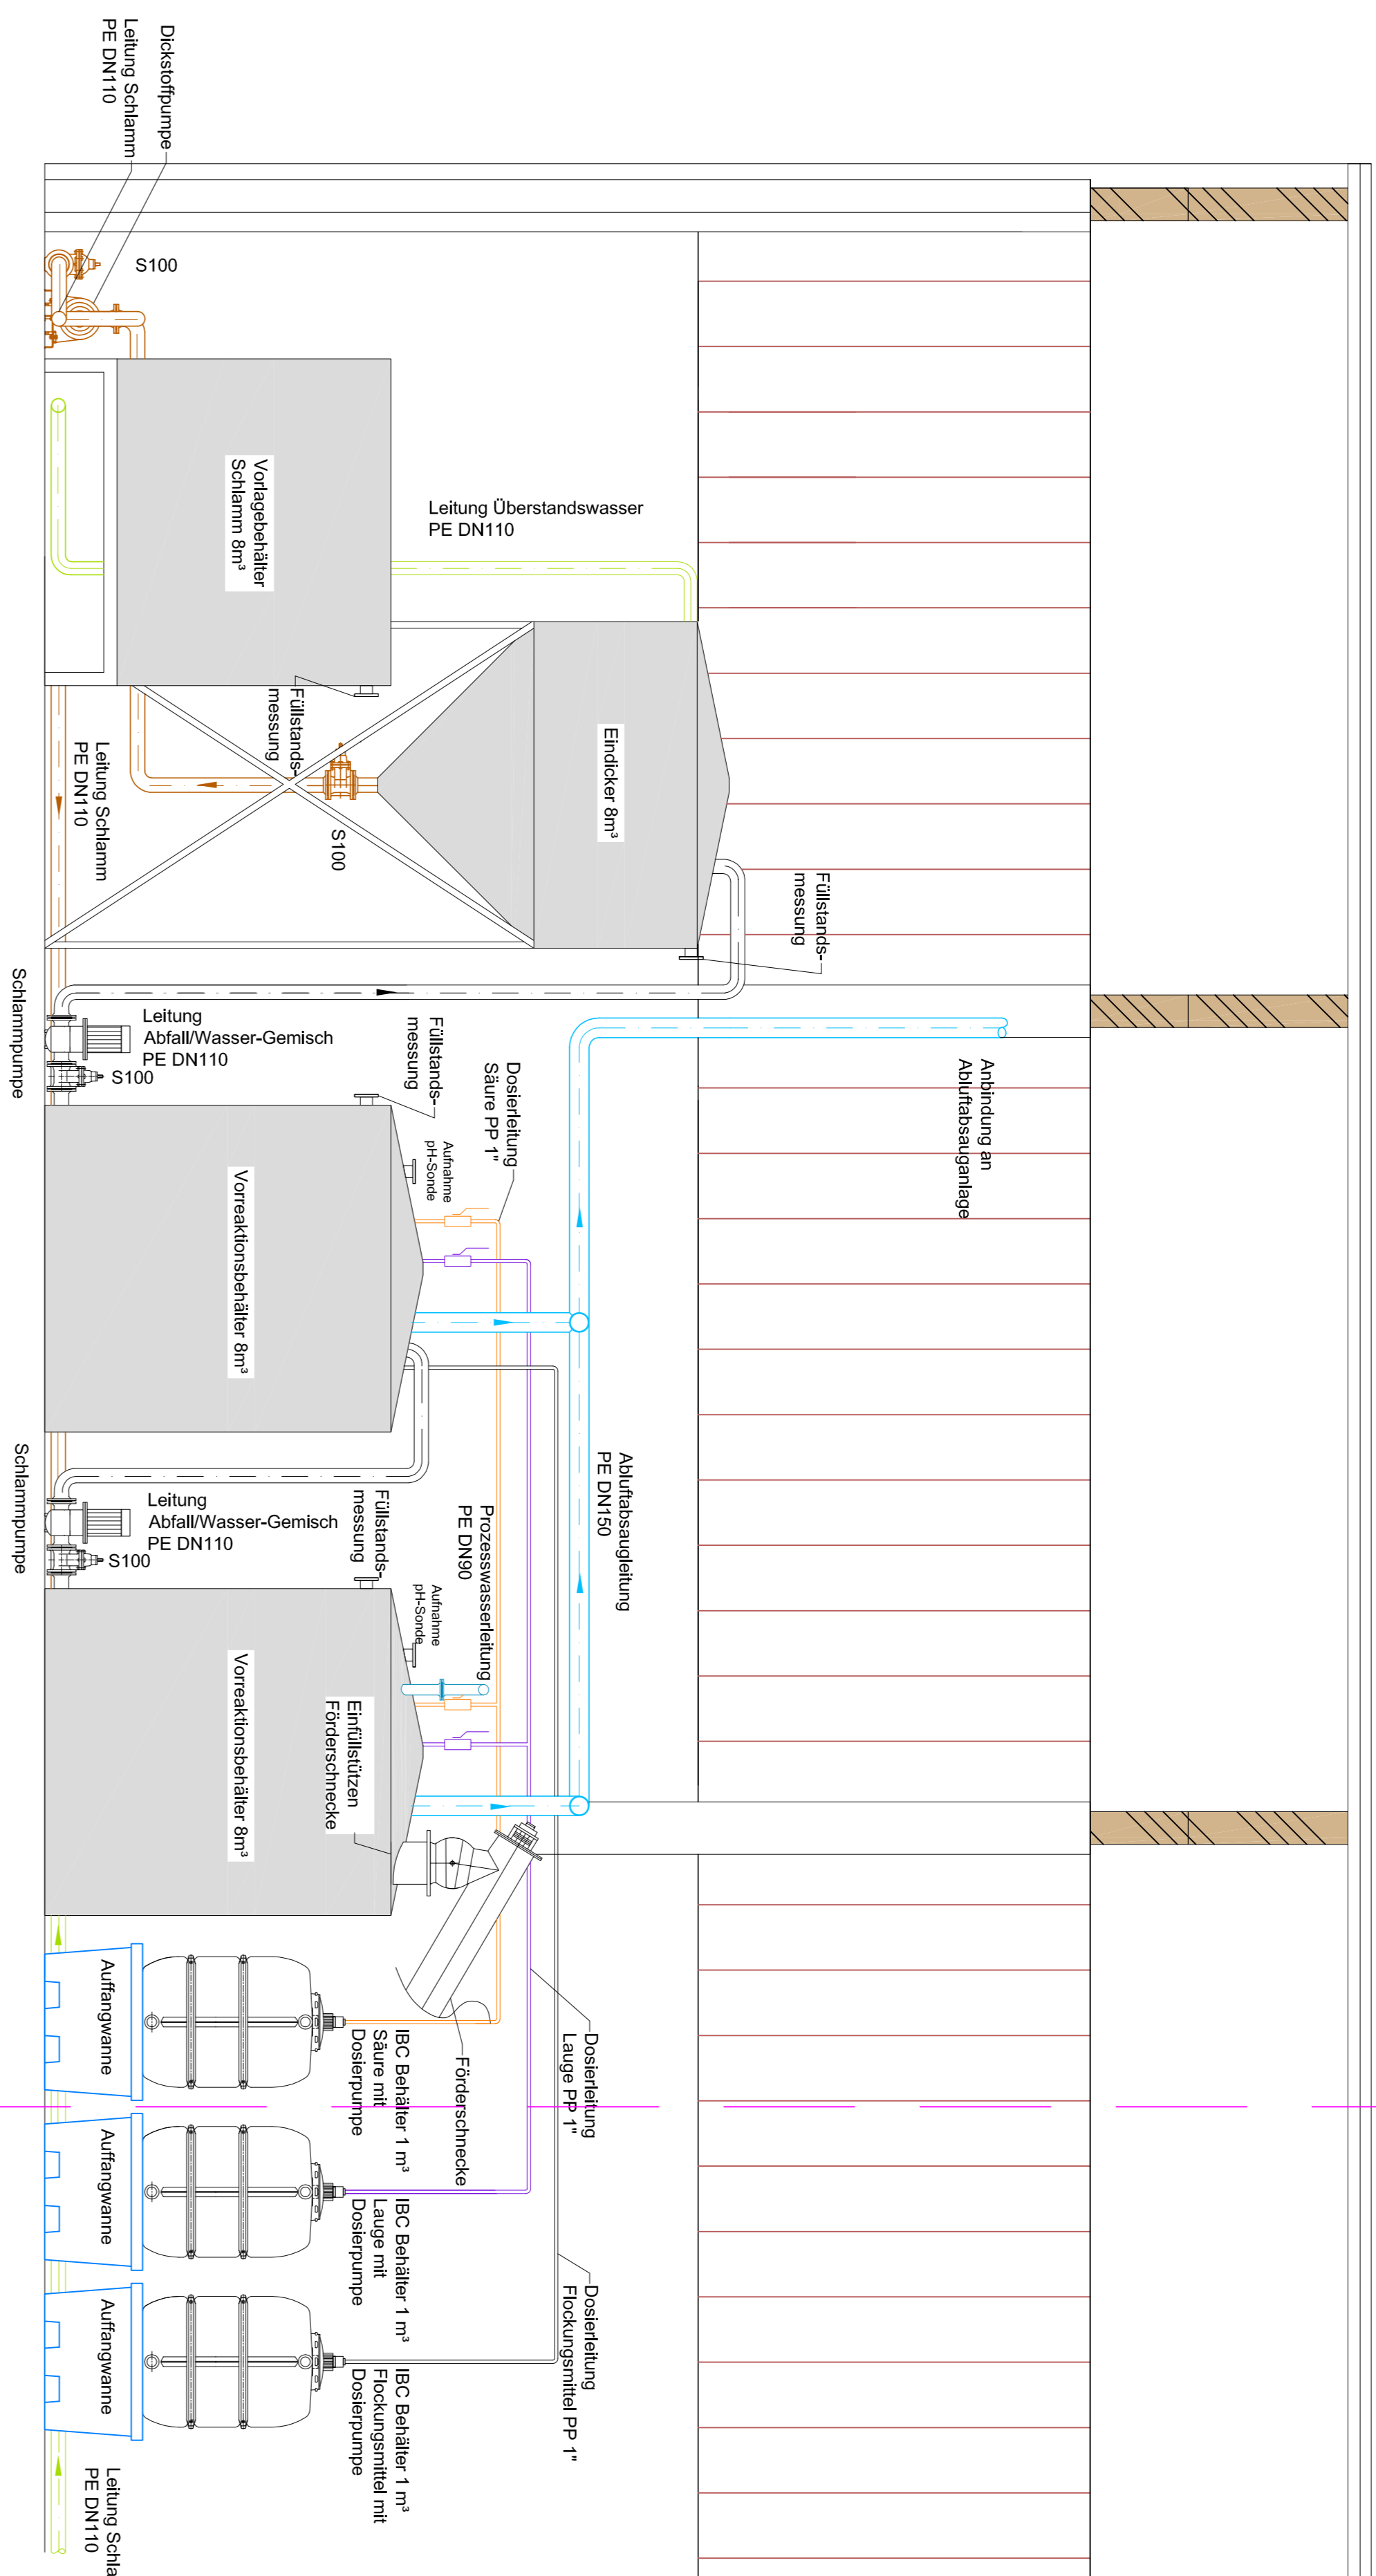 Dickstoffpumpe
Leitung Schlamm
PE DN110
S100
Vorlagebehälter
Schlamm 8m³
Leitung Überstandswasser
PE DN110
Füllstands-
messung
Leitung Schlamm
PE DN110
Eindicker 8m³
S100
Füllstands-
messung
Schlammpumpe
Leitung
Abfall/Wasser-Gemisch
PE DN110
S100
Füllstands-
messung
Aufnahme
pH-Sonde
Dosierleitung
Säure PP 1"
Anbindung an
Abluftabsauganlage
Vorreaktionsbehälter 8m³
Abluftabsaugleitung
PE DN150
Schlammpumpe
Leitung
Abfall/Wasser-Gemisch
PE DN110
S100
Füllstands-
messung
Prozesswasserleitung
PE DN90
Aufnahme
pH-Sonde
Vorreaktionsbehälter 8m³
Einfüllstützen
Förderschnecke
Auffangwanne
IBC Behälter 1 m³
Säure mit
Dosierpumpe
Förderschnecke
Dosierleitung
Lauge PP 1"
Auffangwanne
IBC Behälter 1 m³
Lauge mit
Dosierpumpe
Dosierleitung
Flockungsmittel PP 1"
Auffangwanne
IBC Behälter 1 m³
Flockungsmittel mit
Dosierpumpe
Leitung Schla
PE DN110